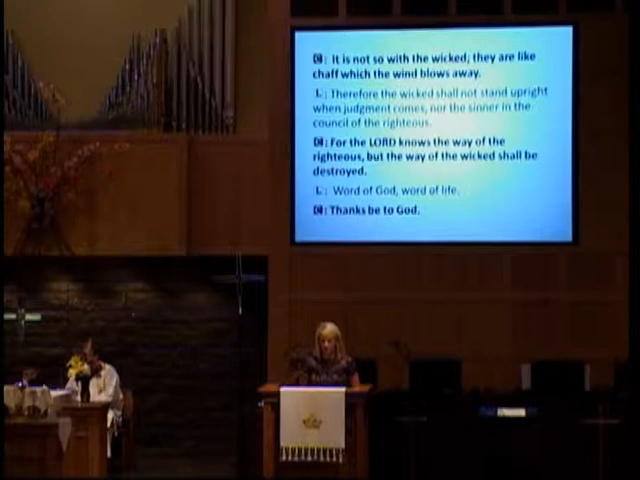 C: It is not so with the wicked; they are like
chaff which the wind blows away.
L: Therefore the wicked shall not stand upright
when judgment comes, nor the sinner in the
council of the righteous.
C: For the LORD knows the way of the
righteous, but the way of the wicked shall be
destroyed.
L: Word of God, word of life.
C: Thanks be to God.